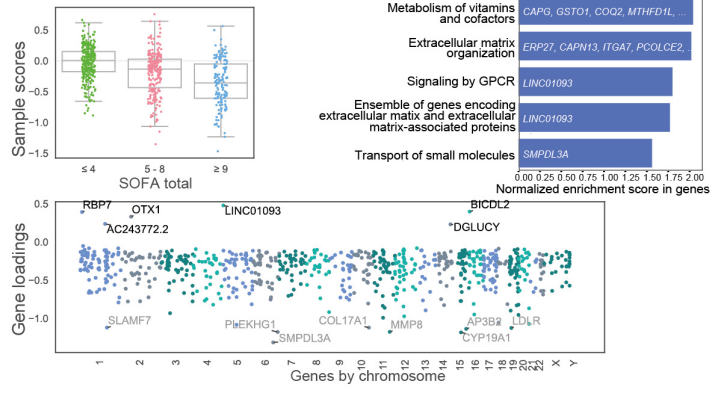 Sample scores
0.5
0.0
−0.5
−1.0
−1.5
≤ 4
5 - 8
≥ 9
SOFA total
Metabolism of vitamins
and cofactors
CAPG, GSTO1, COQ2, MTHFD1L, ...
Extracellular matrix
organization
ERP27, CAPN13, ITGA7, PCOLCE2, ..
Signaling by GPCR
LINC01093
Ensemble of genes encoding
extracellular matix and extracellular
matrix-associated proteins
LINC01093
Transport of small molecules
SMPDL3A
0.00 0.25 0.50 0.75 1.00 1.25 1.50 1.75 2.00
Normalized enrichment score in genes
Gene loadings
0.5
0.0
−0.5
−1.0
RBP7
OTX1
AC243772.2
LINC01093
BICDL2
DGLUCY
SLAMF7
PLEKHG1
SMPDL3A
COL17A1
MMP8
AP3B2
LDLR
CYP19A1
1 2 3 4 5 6 7 8 9 10 11 12 13 14 15 16 17 18 19 20 21 22 X Y
Genes by chromosome